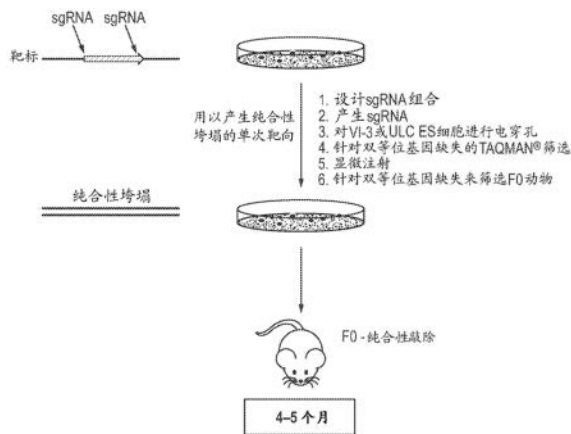 sgRNA sgRNA
靶标
用以产生纯合性
垮塌的单次靶向
1. 设计sgRNA组合
2. 产生sgRNA
3. 对VI-3或ULC ES细胞进行电穿孔
4. 针对双等位基因缺失的TAQMAN®筛选
5. 显微注射
6. 针对双等位基因缺失来筛选F0动物
纯合性垮塌
F0-纯合性敲除
4–5个月